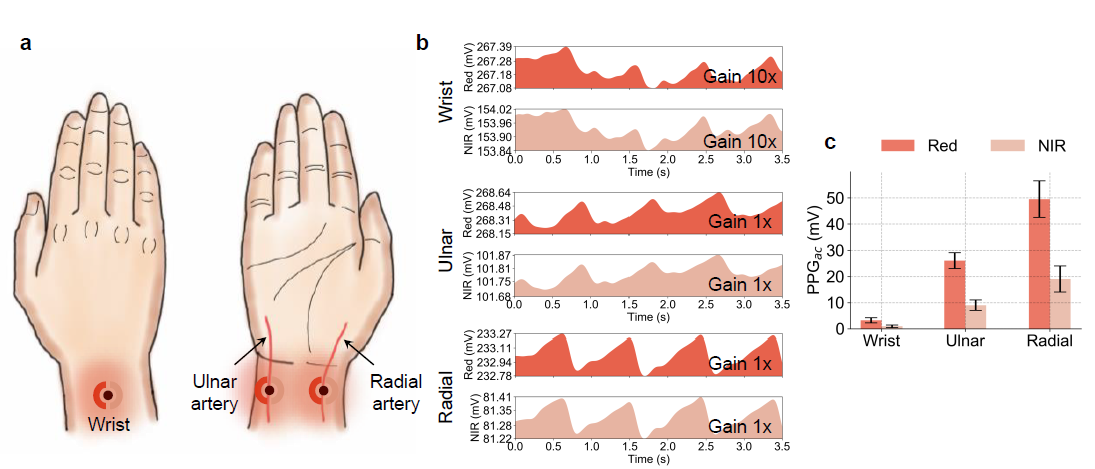 a
Wrist
Ulnar
artery
Radial
artery
b
Wrist
Red (mV)
267.39
267.28
267.18
267.08
Gain 10x
NIR (mV)
154.02
153.96
153.90
153.84
Gain 10x
0.0 0.5 1.0 1.5 2.0 2.5 3.0 3.5
Time (s)
Ulnar
Red (mV)
268.64
268.48
268.31
268.15
Gain 1x
NIR (mV)
101.87
101.81
101.75
101.68
Gain 1x
0.0 0.5 1.0 1.5 2.0 2.5 3.0 3.5
Time (s)
Radial
Red (mV)
233.27
233.11
232.94
232.78
Gain 1x
NIR (mV)
81.41
81.35
81.28
81.22
Gain 1x
0.0 0.5 1.0 1.5 2.0 2.5 3.0 3.5
Time (s)
c
Red NIR
PPGac (mV)
50
40
30
20
10
0
Wrist Ulnar Radial